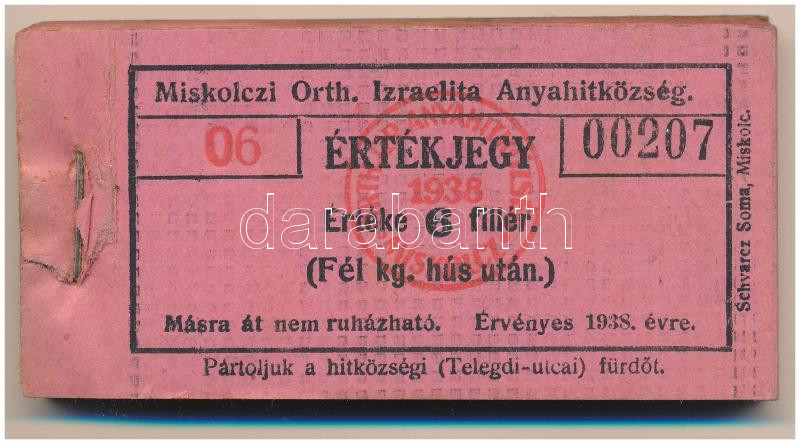 Miskolczi Orth. Izraelita Anyahitközség.
06
ÉRTÉKJEGY
00207
1938
Értéke 6 fillér.
(Fél kg. hús után.)
Másra át nem ruházható. Érvényes 1938. évre.
Pártoljuk a hitközségi (Telegdi-utcai) fürdőt.
Schvarcz Soma, Miskolc.
darabanth